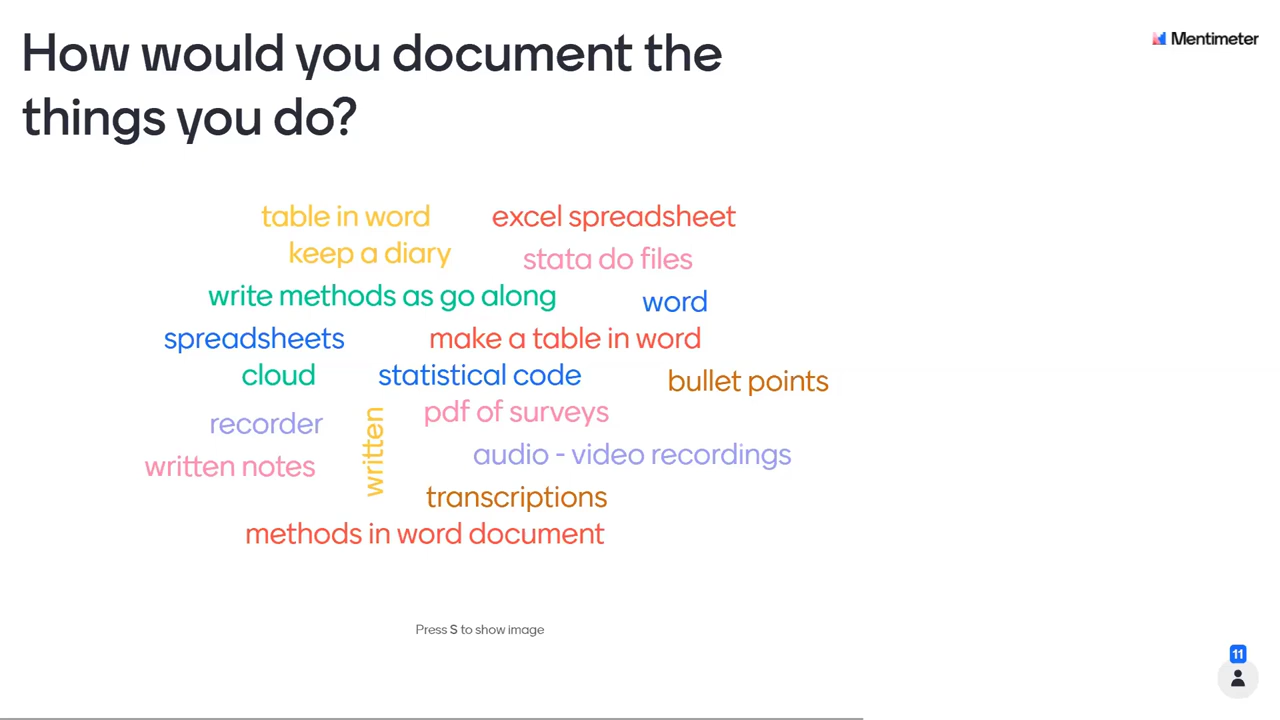 How would you document the
things you do?
Mentimeter
table in word
excel spreadsheet
keep a diary
stata do files
write methods as go along
word
spreadsheets
make a table in word
cloud
statistical code
bullet points
recorder
written
pdf of surveys
written notes
audio - video recordings
transcriptions
methods in word document
Press S to show image
11